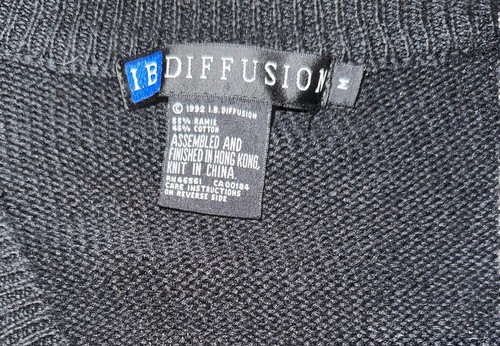 I.B. DIFFUSION M
© 1992 I.B. DIFFUSION
55% RAMIE
45% COTTON
ASSEMBLED AND
FINISHED IN HONG KONG,
KNIT IN CHINA.
RN46561 CA00184
CARE INSTRUCTIONS
ON REVERSE SIDE